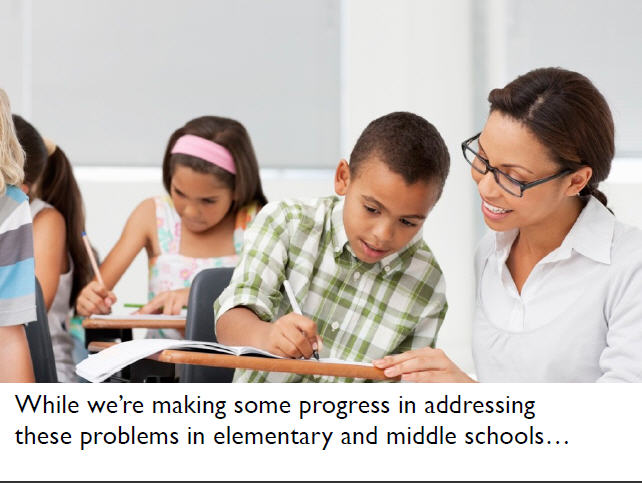 While we’re making some progress in addressing
these problems in elementary and middle schools…